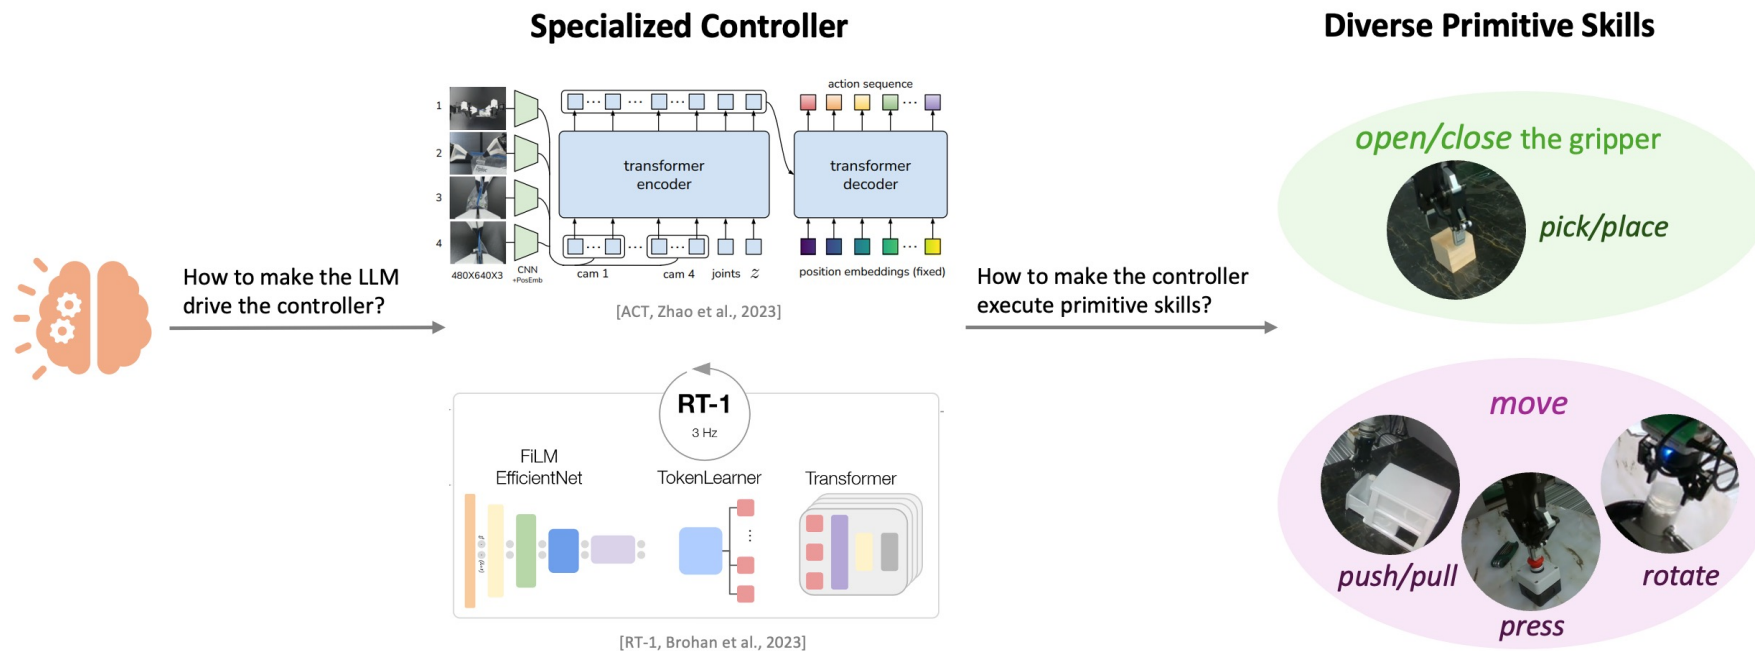 Specialized Controller
Diverse Primitive Skills
How to make the LLM
drive the controller?
1
2
3
4
480X640X3
CNN
+PosEmb
transformer
encoder
cam 1
cam 4
joints
z
action sequence
transformer
decoder
position embeddings (fixed)
[ACT, Zhao et al., 2023]
RT-1
3 Hz
FiLM
EfficientNet
TokenLearner
Transformer
[RT-1, Brohan et al., 2023]
How to make the controller
execute primitive skills?
open/close the gripper
pick/place
move
push/pull
press
rotate